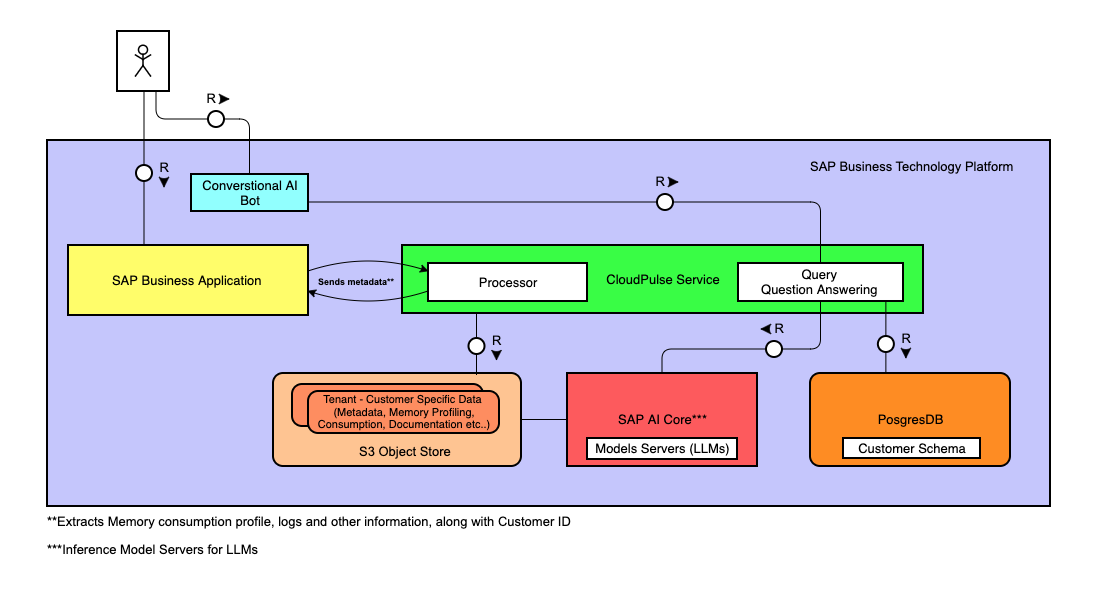 R
R
SAP Business Technology Platform
Converstional AI
Bot
R
SAP Business Application
Sends metadata**
Processor
CloudPulse Service
Query
Question Answering
R
R
R
Tenant - Customer Specific Data
(Metadata, Memory Profiling,
Consumption, Documentation etc..)
S3 Object Store
SAP AI Core***
Models Servers (LLMs)
PosgresDB
Customer Schema
**Extracts Memory consumption profile, logs and other information, along with Customer ID
***Inference Model Servers for LLMs